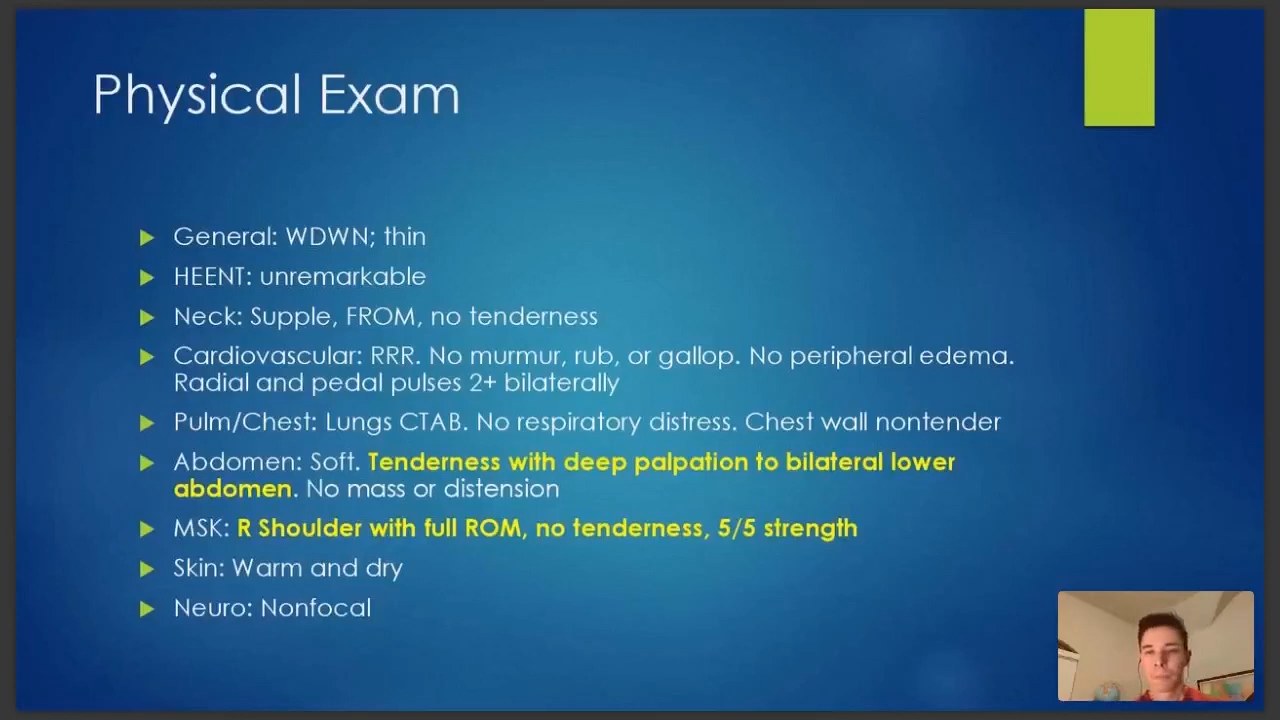 Physical Exam
General: WDWN; thin
HEENT: unremarkable
Neck: Supple, FROM, no tenderness
Cardiovascular: RRR. No murmur, rub, or gallop. No peripheral edema.
Radial and pedal pulses 2+ bilaterally
Pulm/Chest: Lungs CTAB. No respiratory distress. Chest wall nontender
Abdomen: Soft. Tenderness with deep palpation to bilateral lower
abdomen. No mass or distension
MSK: R Shoulder with full ROM, no tenderness, 5/5 strength
Skin: Warm and dry
Neuro: Nonfocal